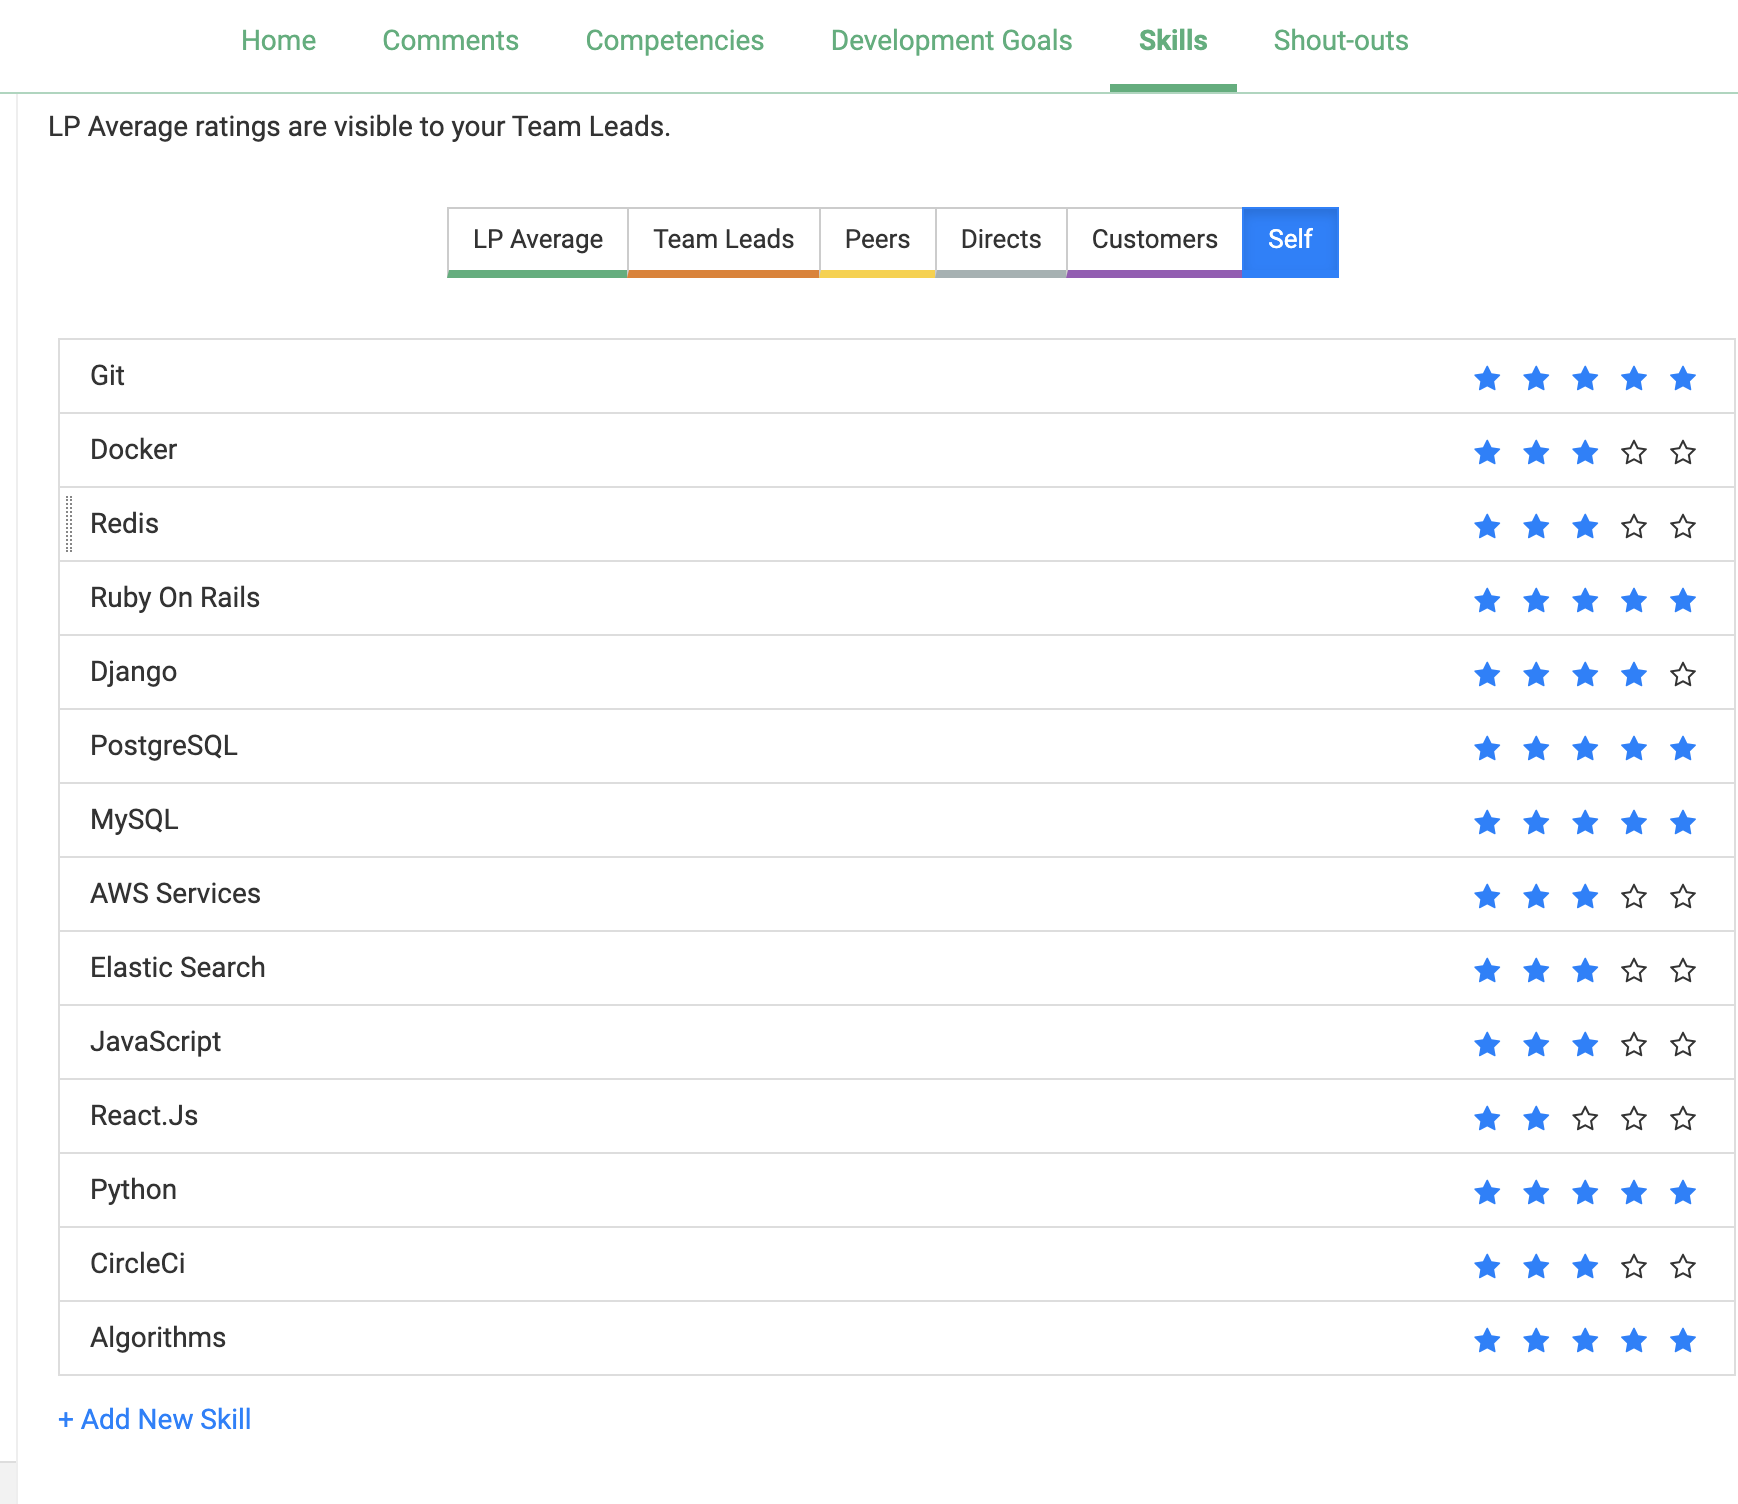 Home Comments Competencies Development Goals Skills Shout-outs
LP Average ratings are visible to your Team Leads.
LP Average Team Leads Peers Directs Customers Self
Git
Docker
Redis
Ruby On Rails
Django
PostgreSQL
MySQL
AWS Services
Elastic Search
JavaScript
React.Js
Python
CircleCi
Algorithms
+ Add New Skill